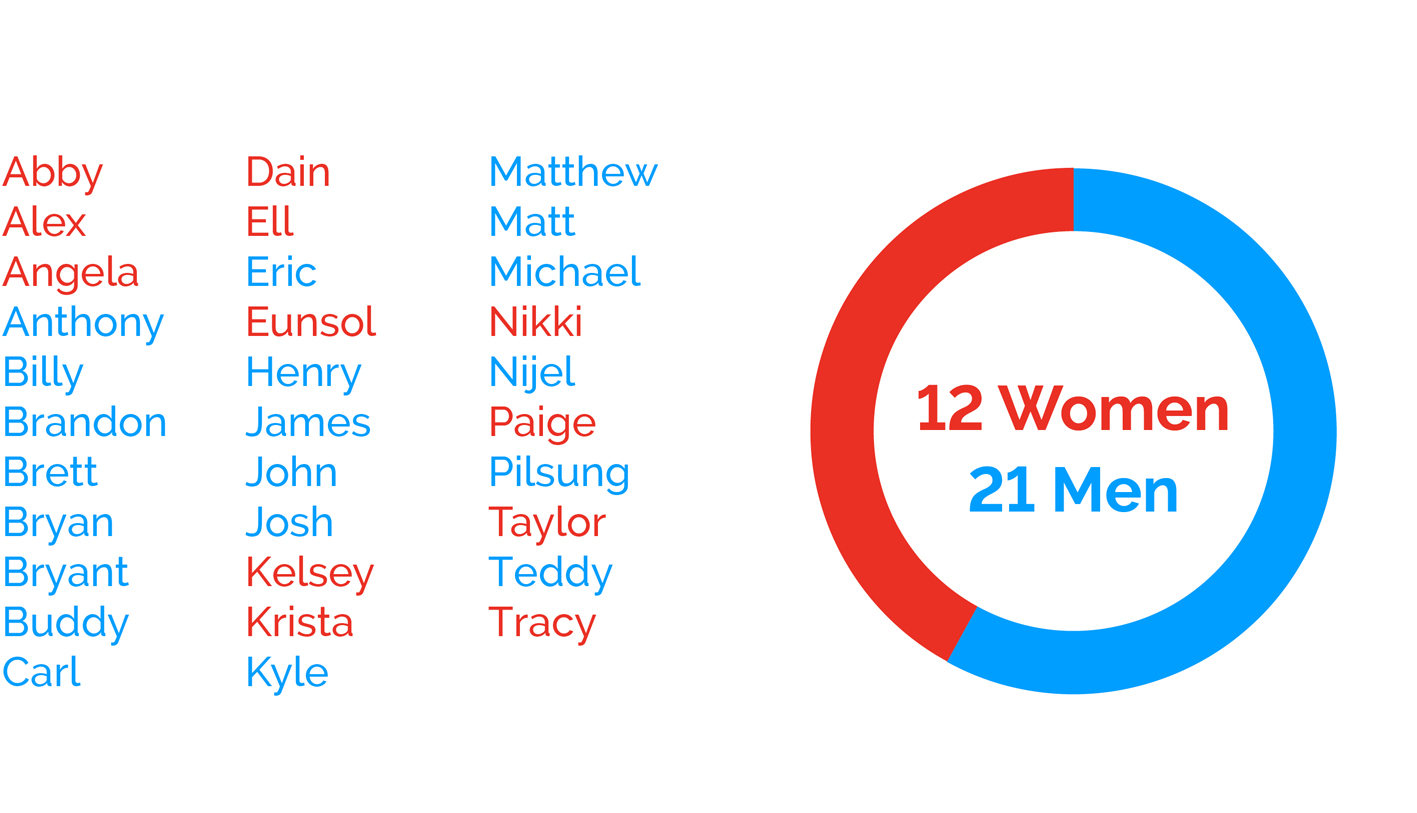 Abby
Alex
Angela
Anthony
Billy
Brandon
Brett
Bryan
Bryant
Buddy
Carl
Dain
Ell
Eric
Eunsol
Henry
James
John
Josh
Kelsey
Krista
Kyle
Matthew
Matt
Michael
Nikki
Nijel
Paige
Pilsung
Taylor
Teddy
Tracy
12 Women
21 Men